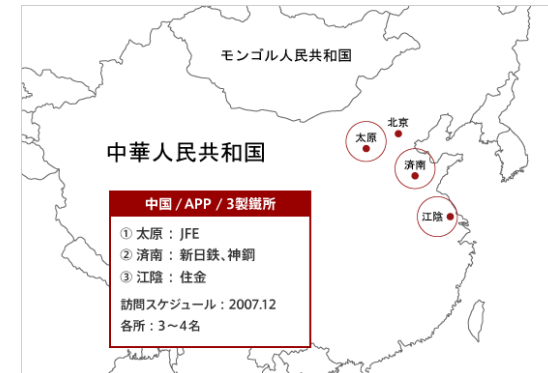 モンゴル人民共和国
北京
太原
中華人民共和国
済南
江陰
中国 / APP / 3製鐵所
① 太原 : JFE
② 済南 : 新日鉄、神鋼
③ 江陰 : 住金
訪問スケジュール : 2007.12
各所 : 3〜4名